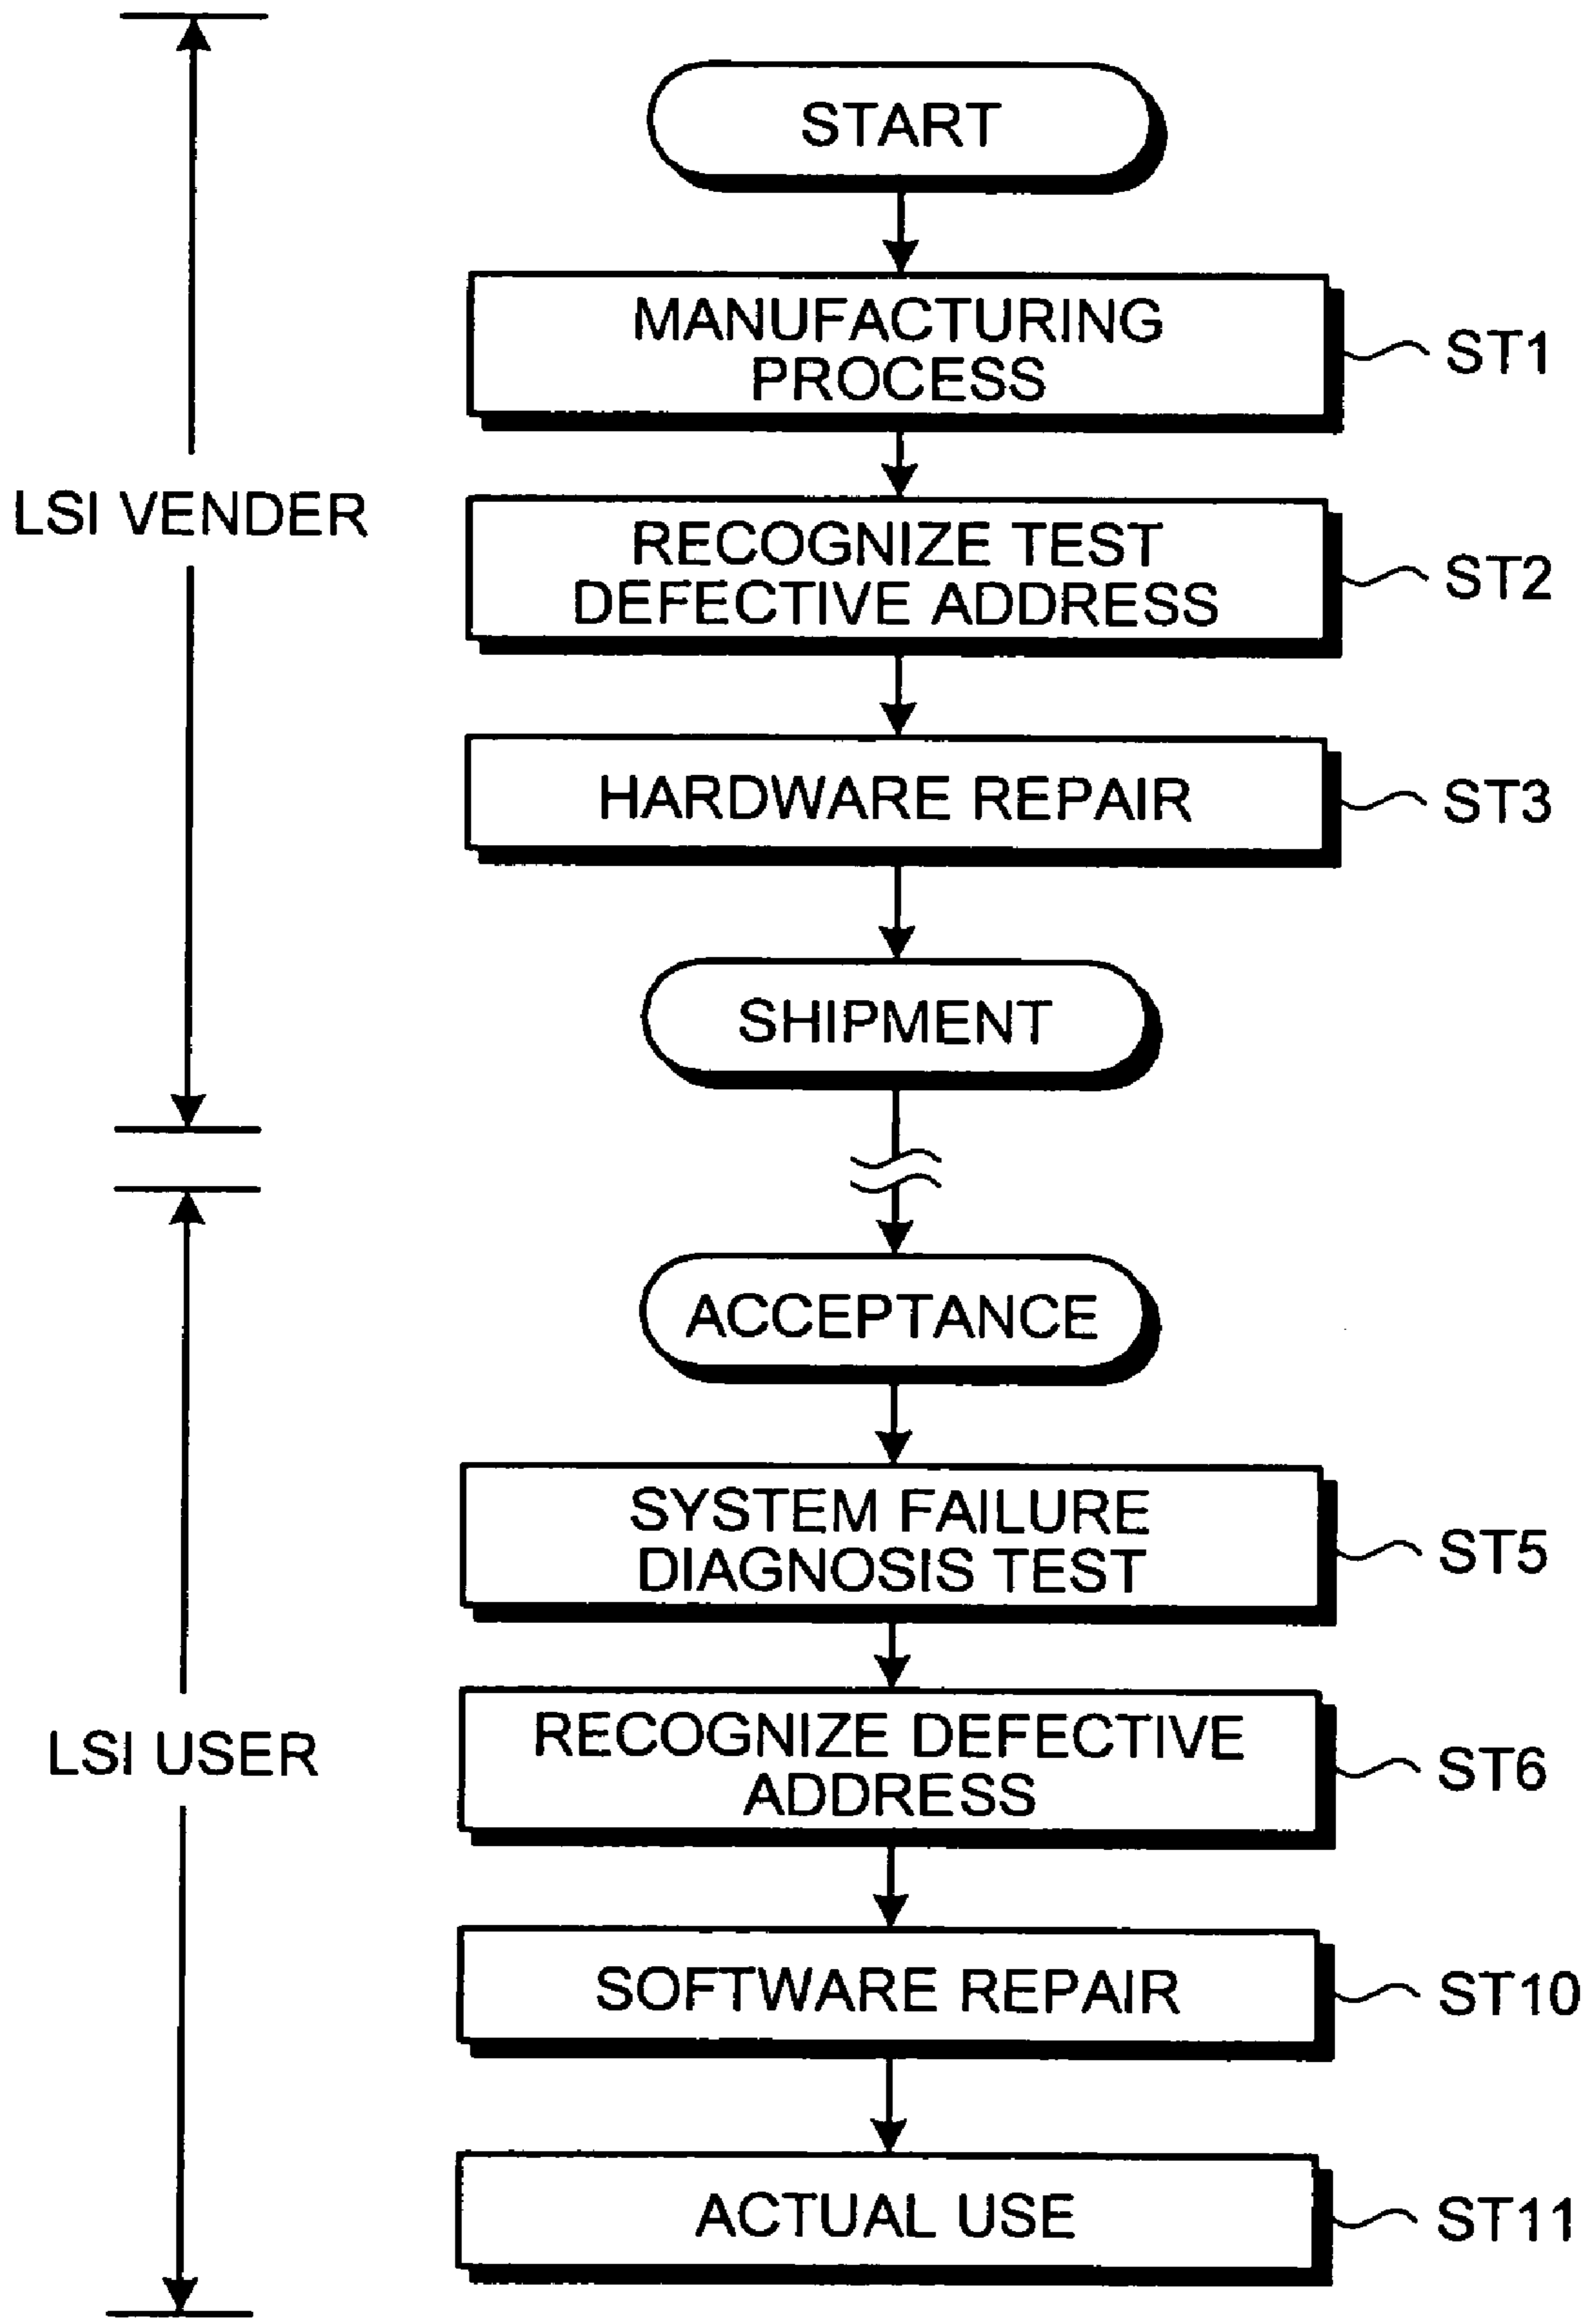 START
MANUFACTURING
PROCESS
ST1
LSI VENDER
RECOGNIZE TEST
DEFECTIVE ADDRESS
ST2
HARDWARE REPAIR
ST3
SHIPMENT
ACCEPTANCE
SYSTEM FAILURE
DIAGNOSIS TEST
ST5
LSI USER
RECOGNIZE DEFECTIVE
ADDRESS
ST6
SOFTWARE REPAIR
ST10
ACTUAL USE
ST11